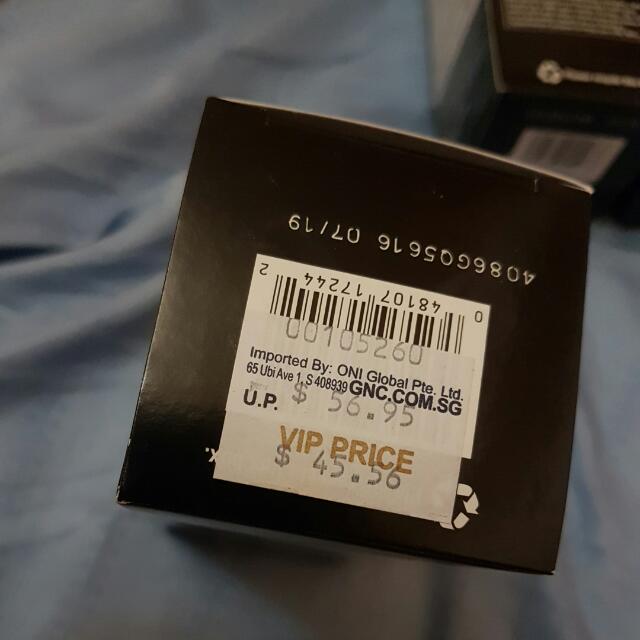 4086GQ5616 07/19
0 48107 17244 2
00105260
Imported By: ONI Global Pte. Ltd.
65 Ubi Ave 1, S 408939 GNC.COM.SG
U.P. $ 56.95
VIP PRICE
$ 45.56